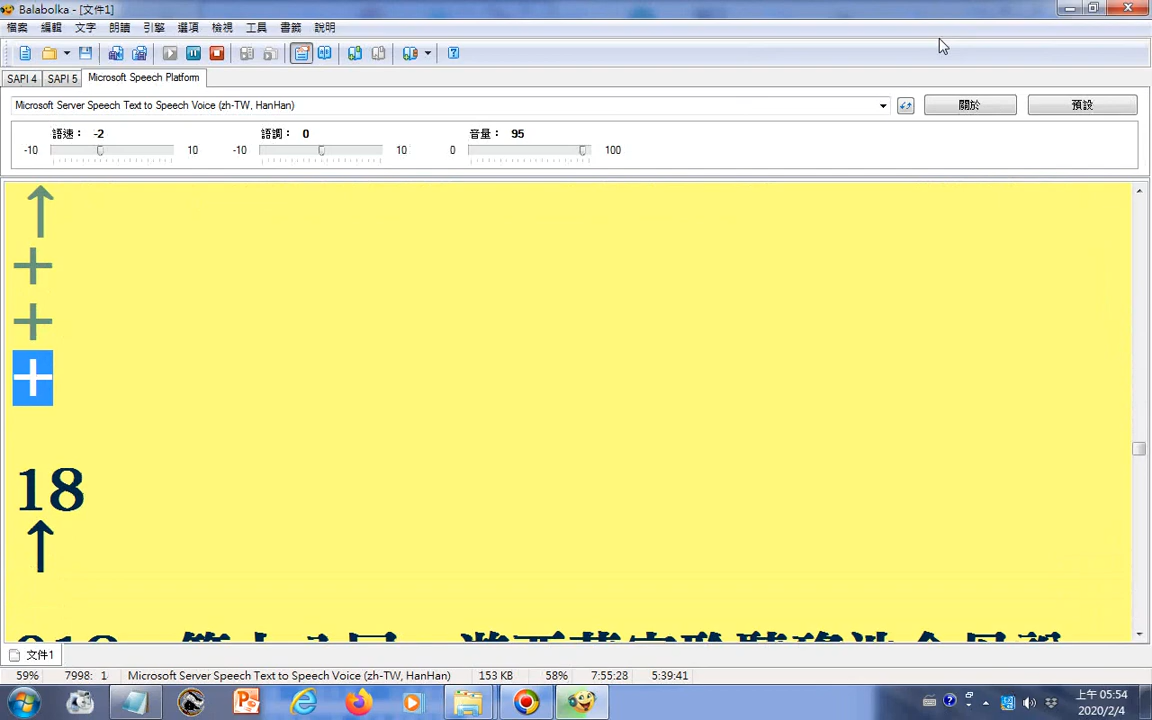 Balabolka - [文件1]
檔案 編輯 文字 朗讀 引擎 選項 檢視 工具 書籤 說明
SAPI 4 SAPI 5 Microsoft Speech Platform
Microsoft Server Speech Text to Speech Voice (zh-TW, HanHan) 關於 預設
語速： -2 語調： 0 音量： 95
-10 10 -10 10 0 100
↑
+
+
+
18
↑
文件1
59% 7998: 1 Microsoft Server Speech Text to Speech Voice (zh-TW, HanHan) 153 KB 58% 7:55:28 5:39:41
上午 05:54
2020/2/4